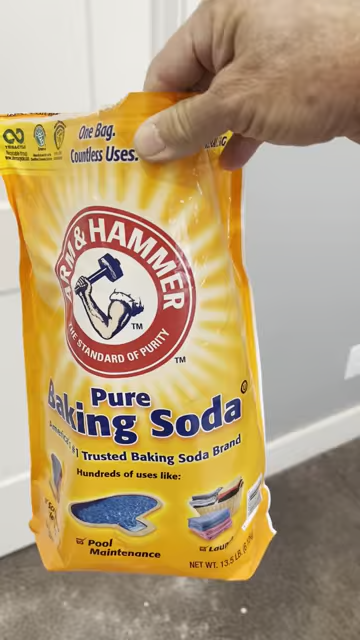 One Bag.
Countless Uses.
ARM & HAMMER
TM
THE STANDARD OF PURITY
TM
Pure
Baking Soda
America's #1 Trusted Baking Soda Brand
Hundreds of uses like:
Pool
Maintenance
NET WT. 13.5 LB.